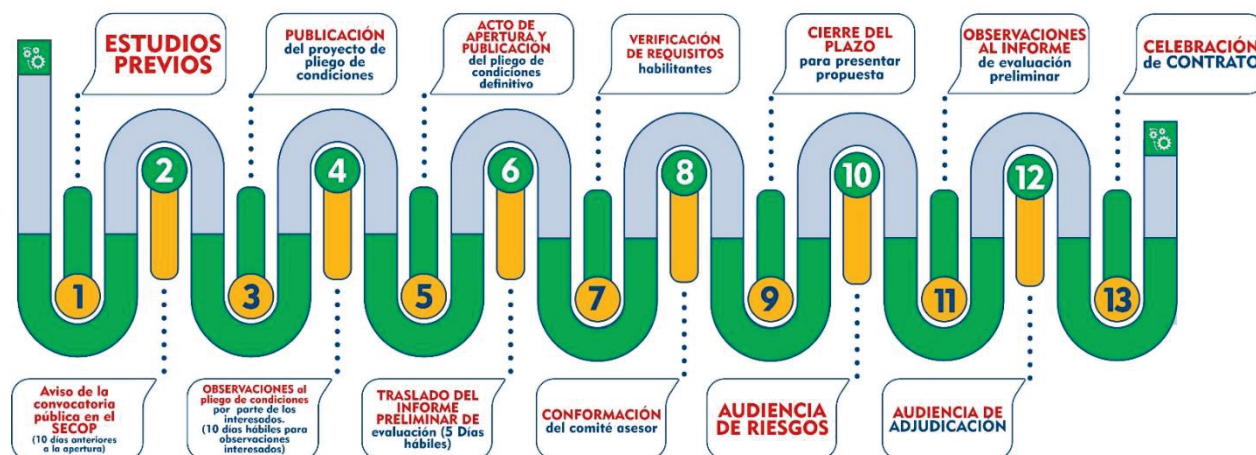 ESTUDIOS
PREVIOS
PUBLICACIÓN
del proyecto de
pliego de
condiciones
ACTO DE
APERTURA Y
PUBLICACIÓN
del pliego de
condiciones
definitivo
VERIFICACIÓN
DE REQUISITOS
habilitantes
CIERRE DEL
PLAZO
para presentar
propuesta
OBSERVACIONES
AL INFORME
de evaluación
preliminar
CELEBRACIÓN
de CONTRATO
1
2
3
4
5
6
7
8
9
10
11
12
13
Aviso de la
convocatoria
pública en el
SECOP
(10 días anteriores
a la apertura)
OBSERVACIONES al
pliego de condiciones
por parte de los
interesados.
(10 días hábiles para
observaciones
interesados)
TRASLADO DEL
INFORME
PRELIMINAR DE
evaluación (5 Días
hábiles)
CONFORMACIÓN
del comité asesor
AUDIENCIA
DE RIESGOS
AUDIENCIA DE
ADJUDICACIÓN